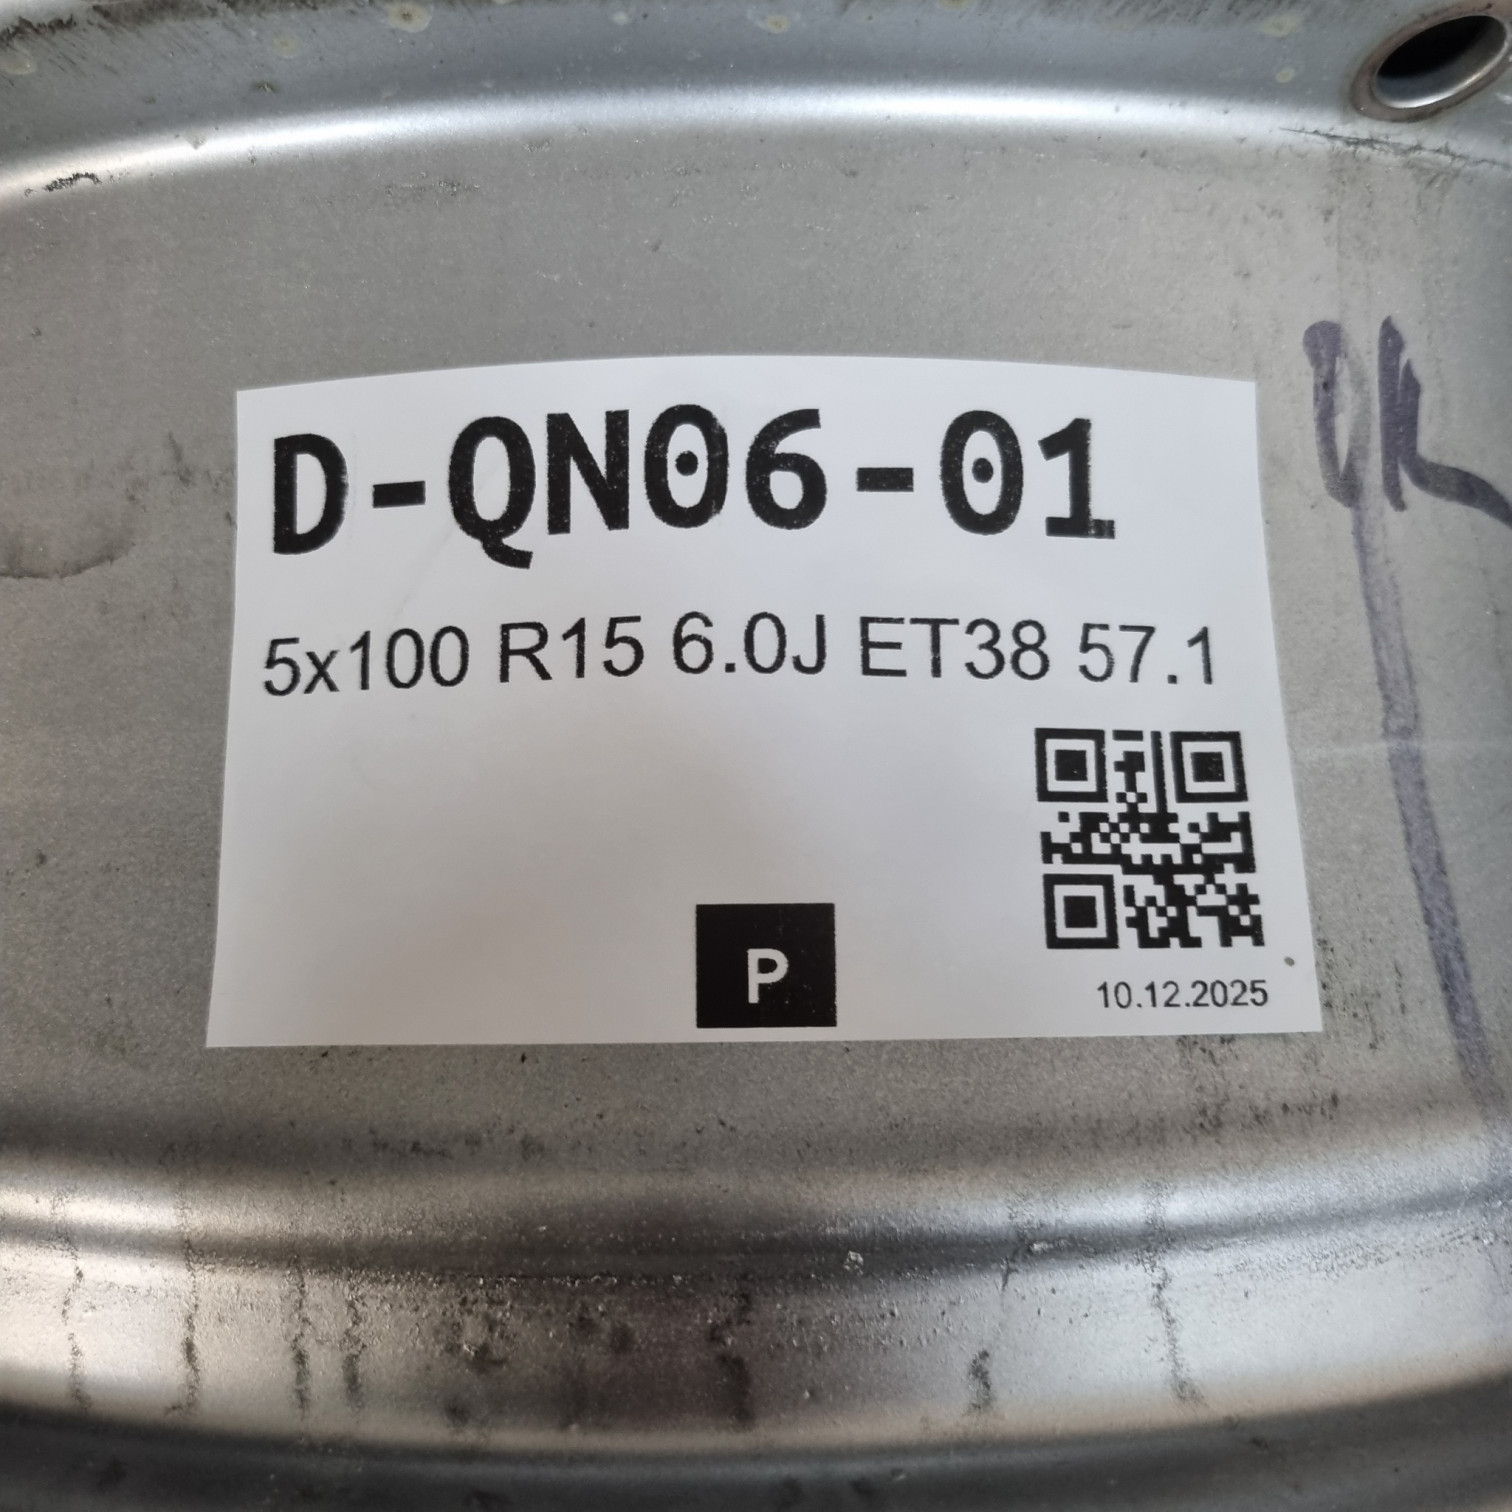 D-QN06-01
5x100 R15 6.0J ET38 57.1
P
10.12.2025